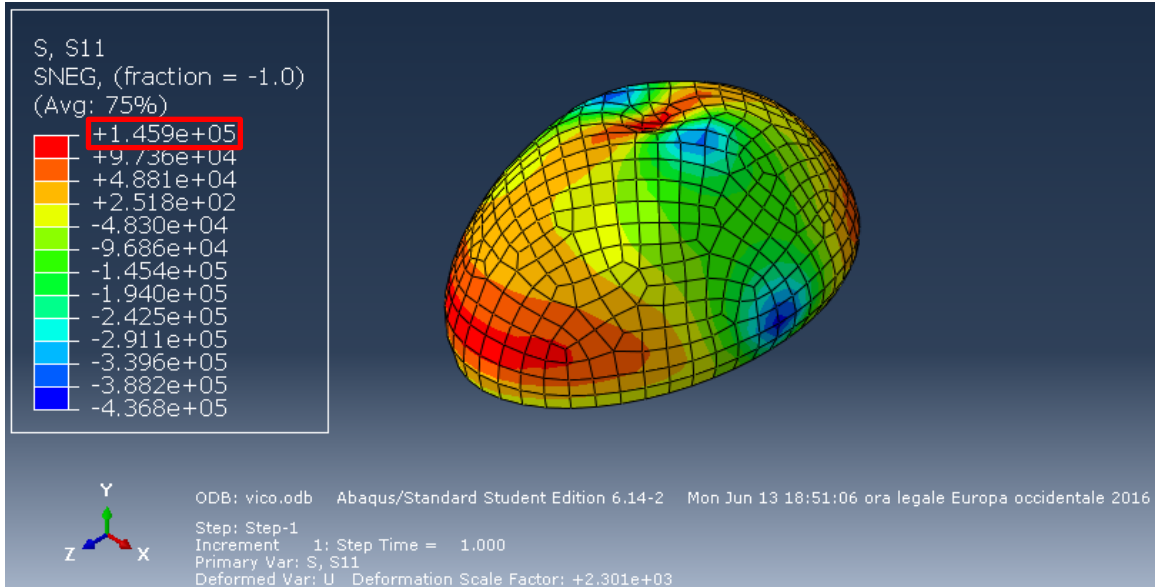 S, S11
SNEG, (fraction = -1.0)
(Avg: 75%)
+1.459e+05
+9.736e+04
+4.881e+04
+2.518e+02
-4.830e+04
-9.686e+04
-1.454e+05
-1.940e+05
-2.425e+05
-2.911e+05
-3.396e+05
-3.882e+05
-4.368e+05
Y
Z X
ODB: vico.odb Abaqus/Standard Student Edition 6.14-2 Mon Jun 13 18:51:06 ora legale Europa occidentale 2016
Step: Step-1
Increment 1: Step Time = 1.000
Primary Var: S, S11
Deformed Var: U Deformation Scale Factor: +2.301e+03